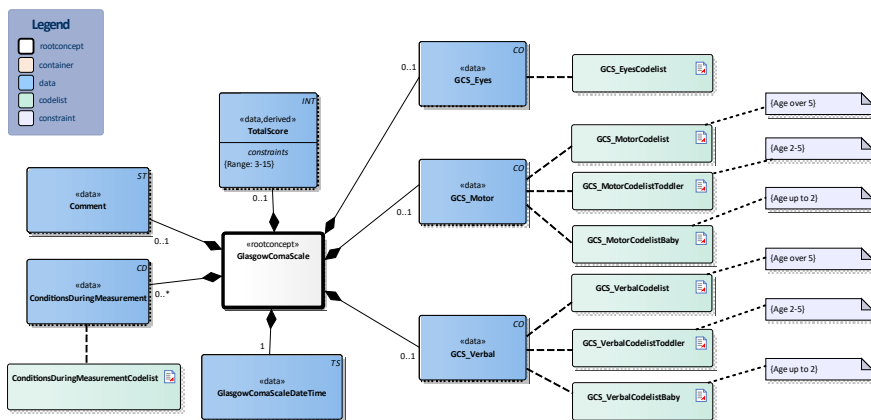 Legend
rootconcept
container
data
codelist
constraint
INT
«data,derived»
TotalScore
constraints
{Range: 3-15}
0..1
ST
«data»
Comment
0..1
CD
«data»
ConditionsDuringMeasurement
0..*
ConditionsDuringMeasurementCodelist
«rootconcept»
GlasgowComaScale
1
TS
«data»
GlasgowComaScaleDateTime
CO
«data»
GCS_Eyes
0..1
GCS_EyesCodelist
CO
«data»
GCS_Motor
0..1
GCS_MotorCodelist
{Age over 5}
GCS_MotorCodelistToddler
{Age 2-5}
GCS_MotorCodelistBaby
{Age up to 2}
CO
«data»
GCS_Verbal
0..1
GCS_VerbalCodelist
{Age over 5}
GCS_VerbalCodelistToddler
{Age 2-5}
GCS_VerbalCodelistBaby
{Age up to 2}